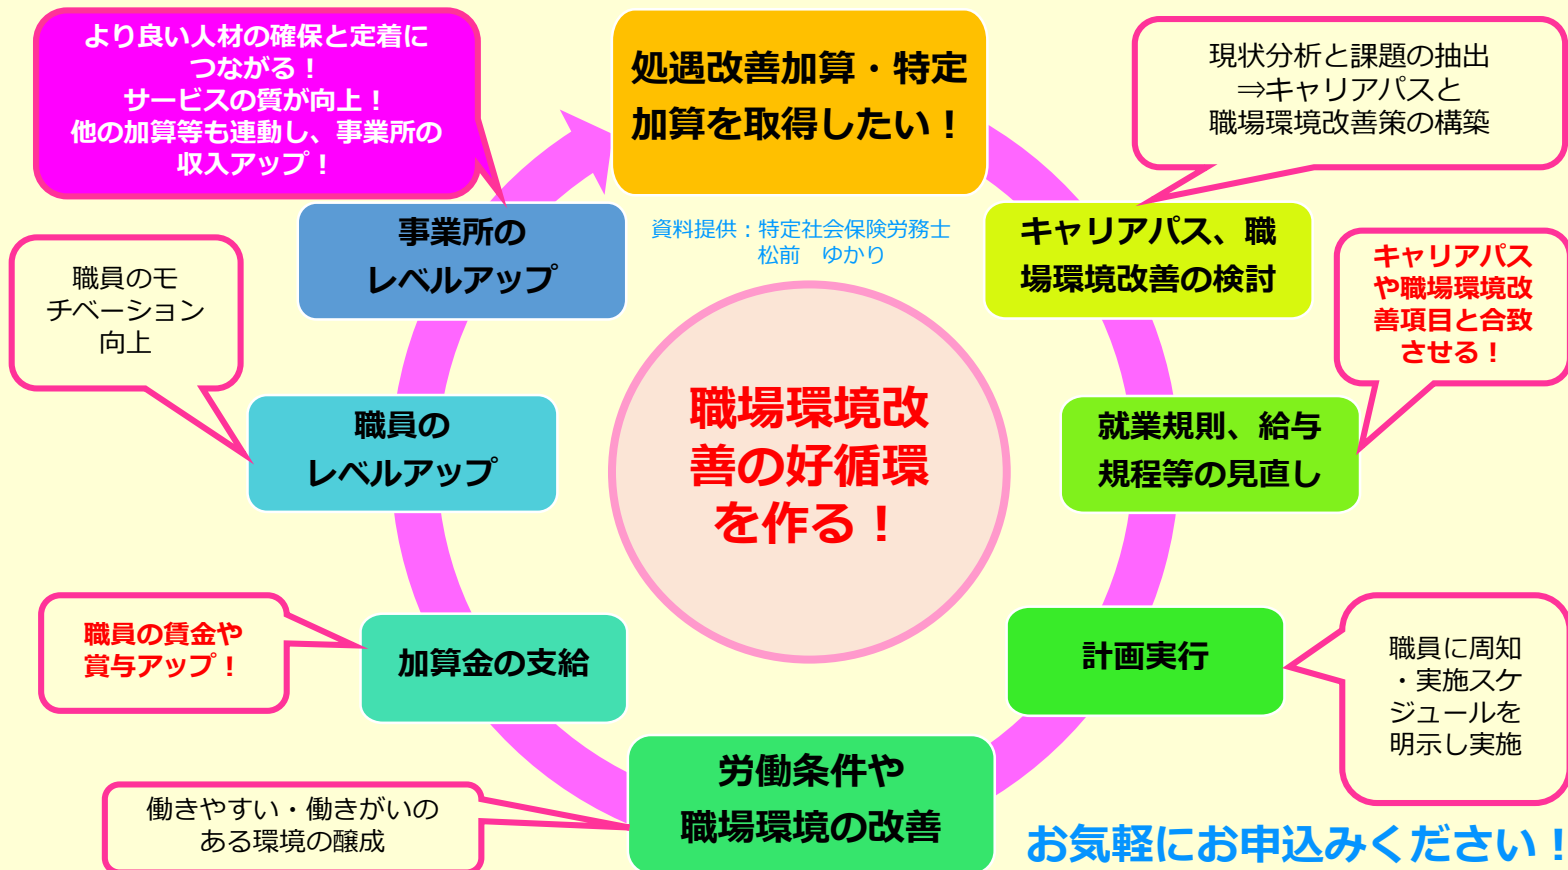 より良い人材の確保と定着に
つながる！
サービスの質が向上！
他の加算等も連動し、事業所の
収入アップ！
処遇改善加算・特定
加算を取得したい！
現状分析と課題の抽出
⇒キャリアパスと
職場環境改善策の構築
事業所の
レベルアップ
資料提供：特定社会保険労務士
松前　ゆかり
キャリアパス、職
場環境改善の検討
職員のモ
チベーション
向上
キャリアパス
や職場環境改
善項目と合致
させる！
職場環境改
善の好循環
を作る！
職員の
レベルアップ
就業規則、給与
規程等の見直し
職員の賃金や
賞与アップ！
加算金の支給
計画実行
職員に周知
・実施スケ
ジュールを
明示し実施
労働条件や
職場環境の改善
働きやすい・働きがいの
ある環境の醸成
お気軽にお申込みください！